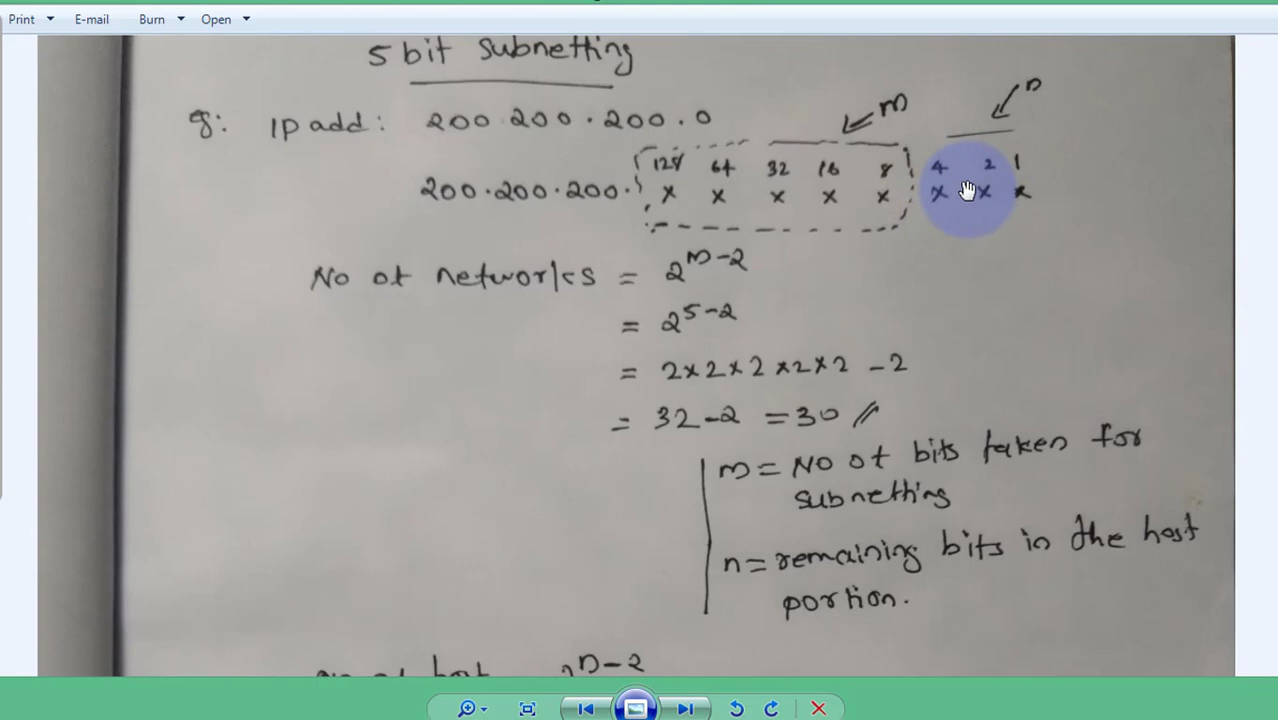 Print E-mail Burn Open
5 bit subnetting
g: IP add: 200.200.200.0
m n
128 64 32 16 8 4 2 1
200.200.200. x x x x x x x x
No of networks = 2^m-2
= 2^5-2
= 2x2x2x2x2 -2
= 32-2 = 30 //
m = No of bits taken for
subnetting
n = remaining bits in the host
portion.
2^n-2